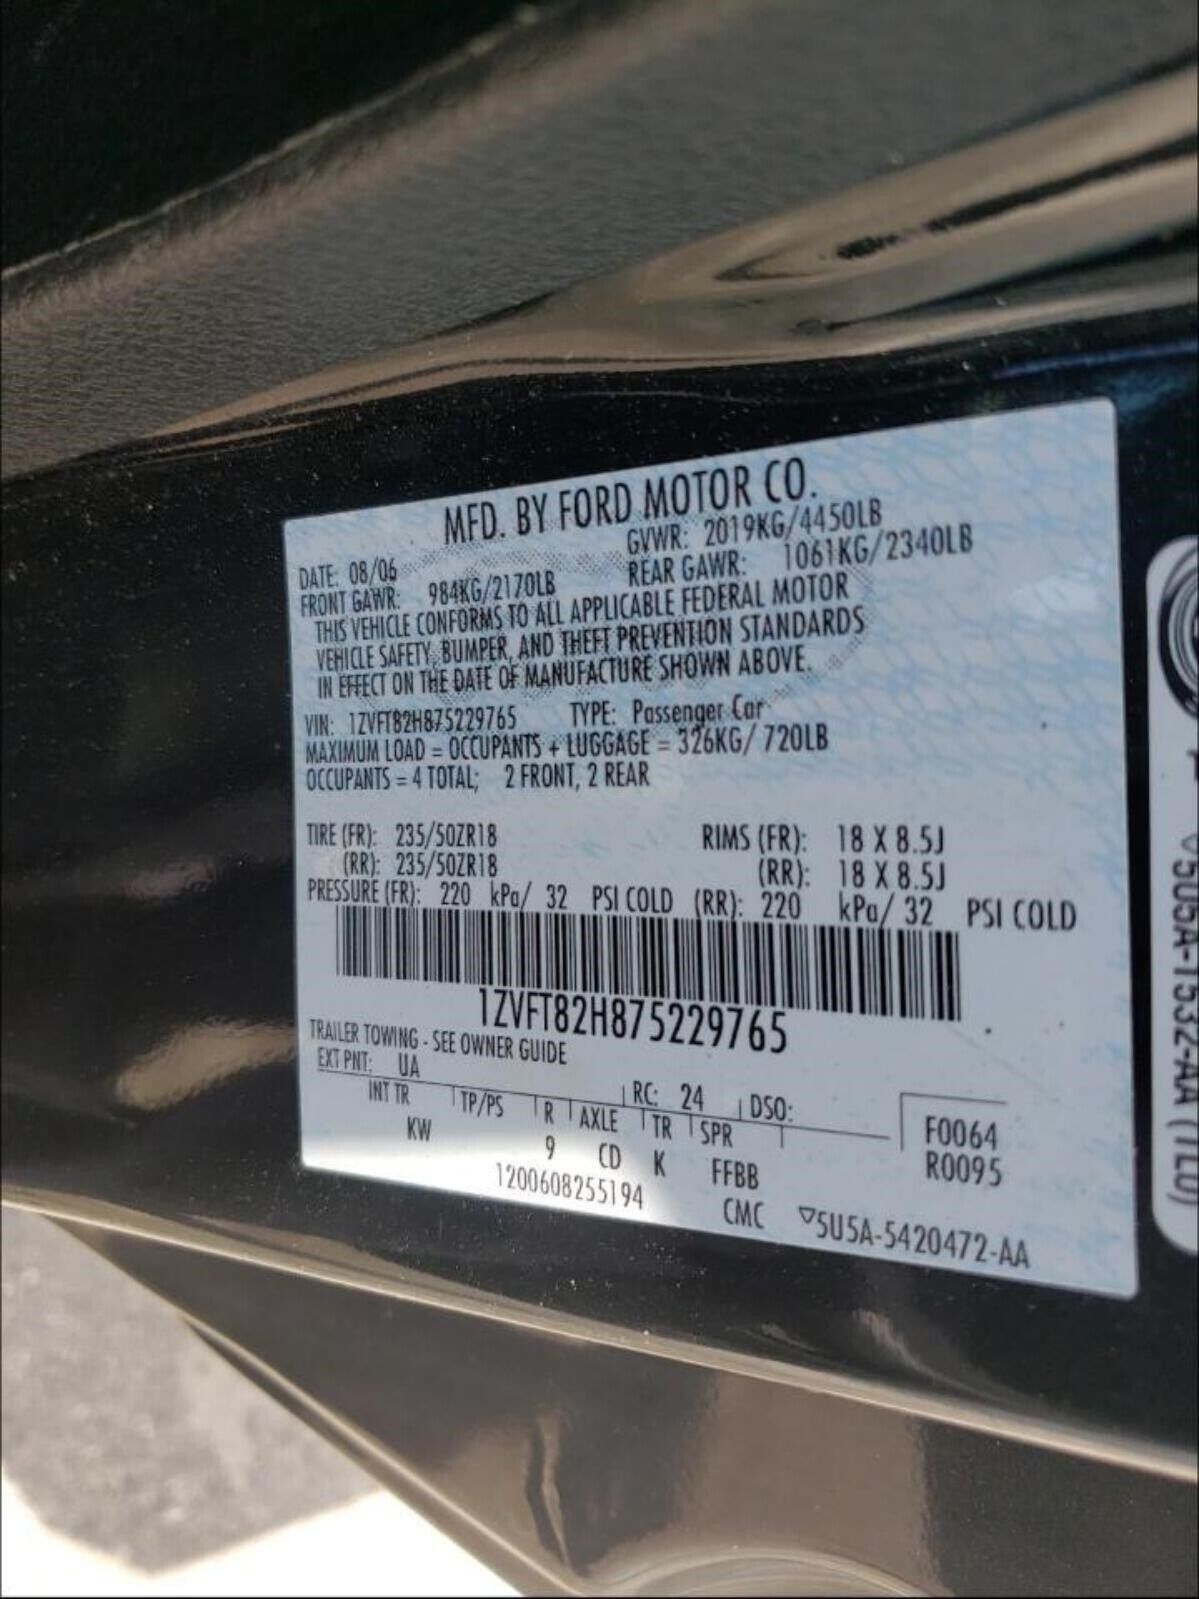 MFD. BY FORD MOTOR CO.
DATE: 08/06 GVWR: 2019KG/4450LB
FRONT GAWR: 984KG/2170LB REAR GAWR: 1061KG/2340LB
THIS VEHICLE CONFORMS TO ALL APPLICABLE FEDERAL MOTOR
VEHICLE SAFETY, BUMPER, AND THEFT PREVENTION STANDARDS
IN EFFECT ON THE DATE OF MANUFACTURE SHOWN ABOVE.
VIN: 1ZVFT82H875229765 TYPE: Passenger Car
MAXIMUM LOAD = OCCUPANTS + LUGGAGE = 326KG/ 720LB
OCCUPANTS = 4 TOTAL; 2 FRONT, 2 REAR
TIRE (FR): 235/50ZR18 RIMS (FR): 18 X 8.5J
(RR): 235/50ZR18 (RR): 18 X 8.5J
PRESSURE (FR): 220 kPa/ 32 PSI COLD (RR): 220 kPa/ 32 PSI COLD
1ZVFT82H875229765
TRAILER TOWING - SEE OWNER GUIDE
EXT PNT: UA RC: 24 DSO:
INT TR TP/PS R AXLE TR SPR F0064
KW 9 CD K FFBB R0095
1200608255194 CMC ▽5U5A-5420472-AA
5U5A-1532-AA (TLU)